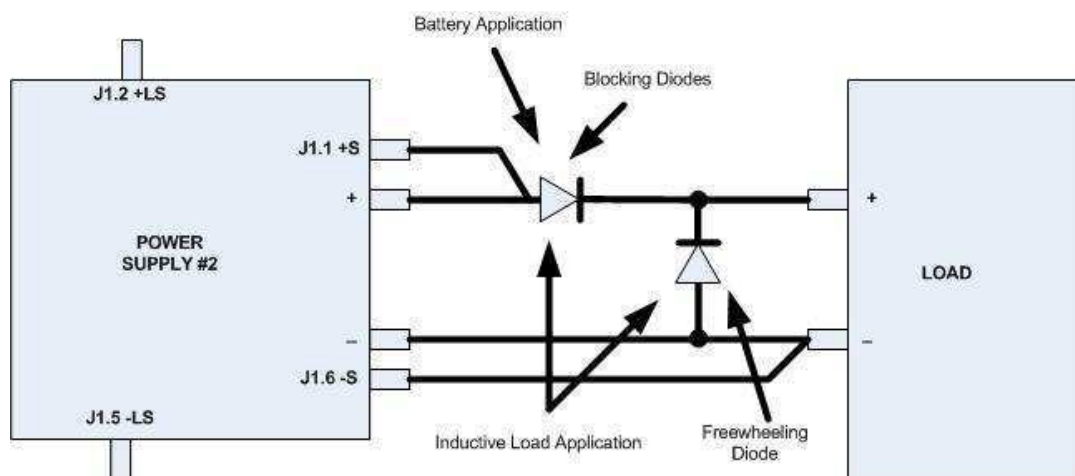 Battery Application
Blocking Diodes
J1.2 +LS
J1.1 +S
+
+
POWER
SUPPLY #2
LOAD
–
–
J1.6 -S
J1.5 -LS
Inductive Load Application
Freewheeling
Diode